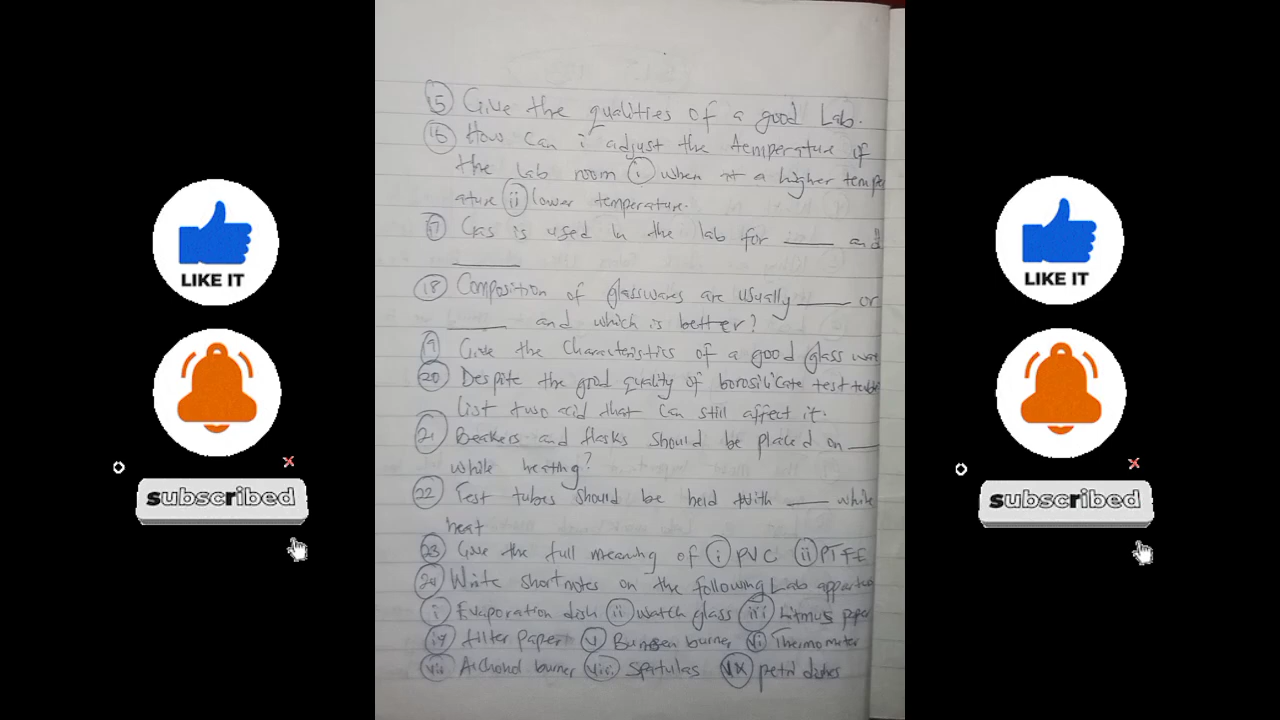 LIKE IT
subscribed
15 Give the qualities of a good Lab.
16 How can i adjust the temperature of
the lab room i when it a higher temper
ature ii lower temperature.
17 Gas is used in the lab for ____ and
____
18 Composition of glasswares are usually ____ or
____ and which is better?
19 Give the characteristics of a good glass wa
20 Despite the good quality of borosilicate test tube
list two acid that can still affect it.
21 Beakers and flasks should be placed on ____
while heating?
22 Test tubes should be held with ____ while
heat
23 Give the full meaning of i PVC ii PTFE
24 Write shortnotes on the following Lab
i Evaporation dish ii watch glass iii Litmus paper
iv filter paper v Bunsen burner vi Thermometer
vii burner viii spatulas petri dishes
LIKE IT
subscribed